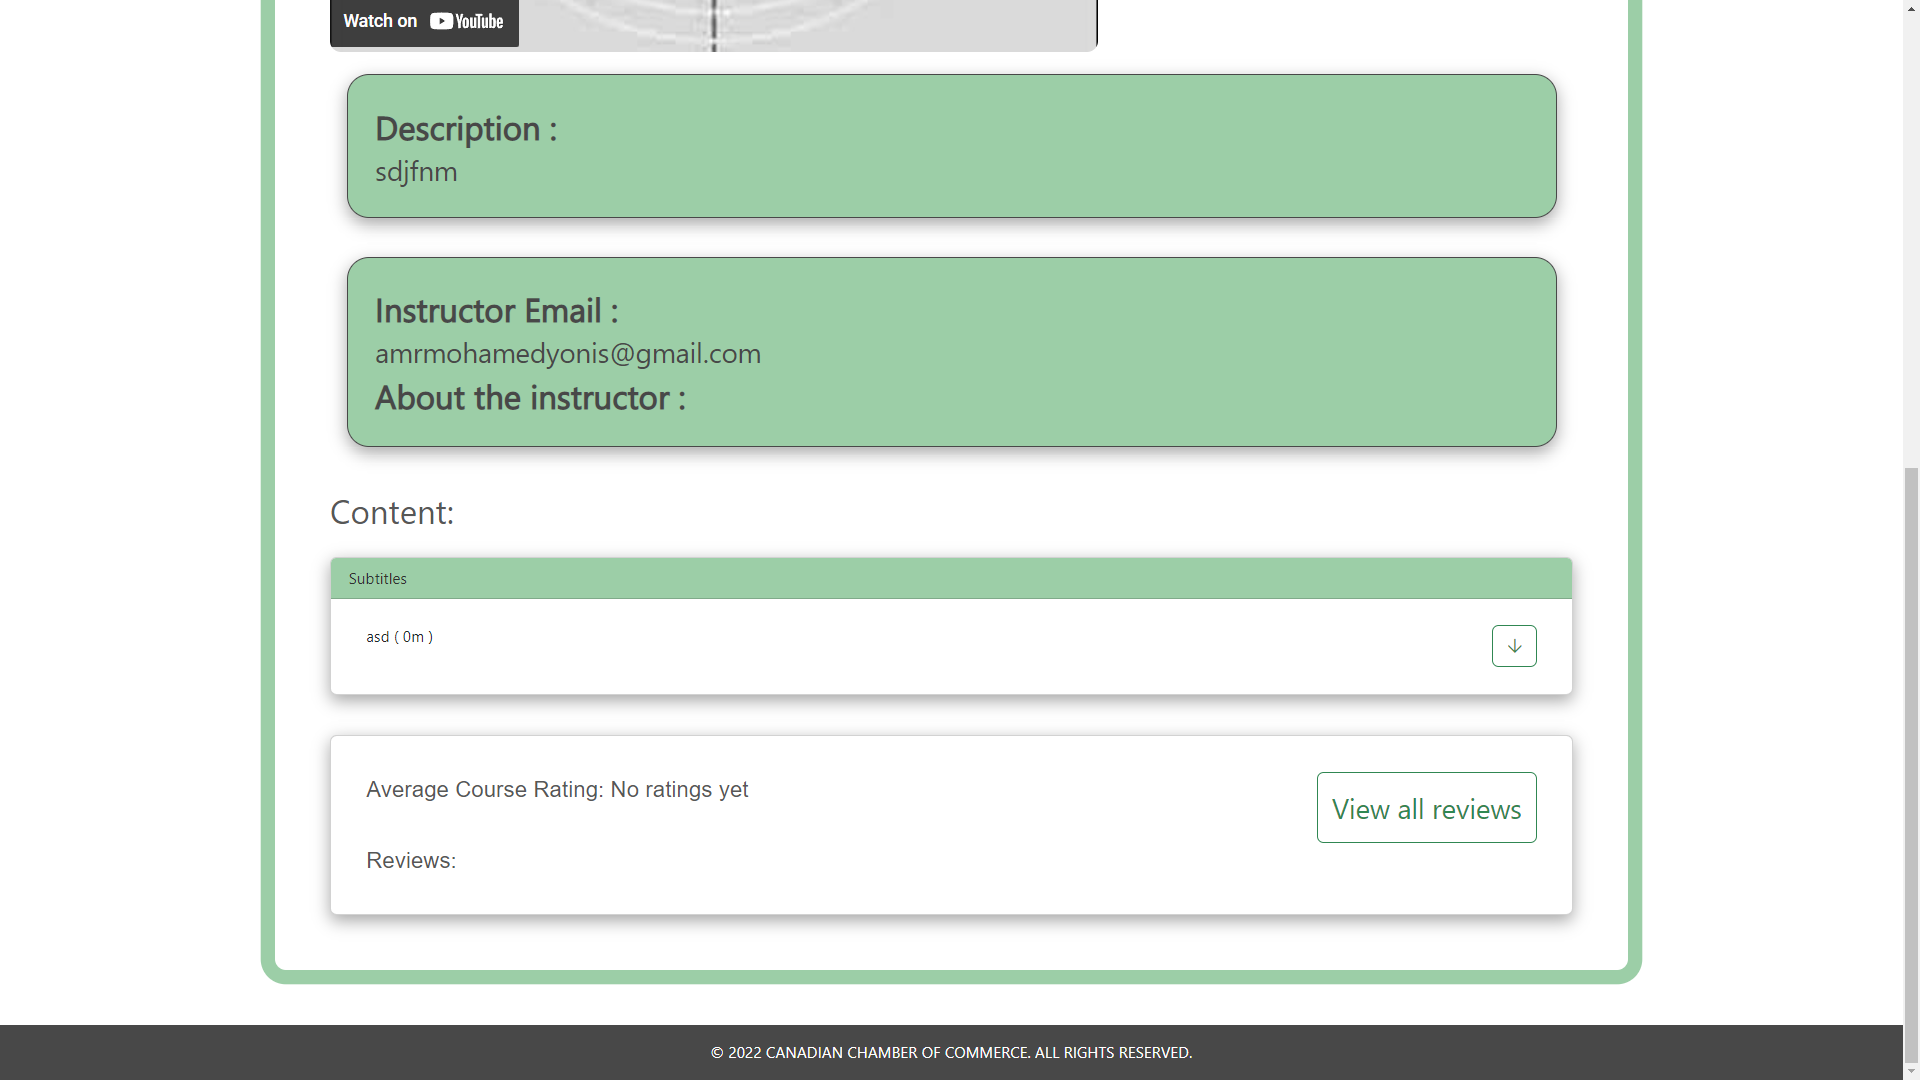 Watch on YouTube
Description :
sdjfnm
Instructor Email :
amrmohamedyonis@gmail.com
About the instructor :
Content:
Subtitles
asd ( 0m )
Average Course Rating: No ratings yet
View all reviews
Reviews:
© 2022 CANADIAN CHAMBER OF COMMERCE. ALL RIGHTS RESERVED.